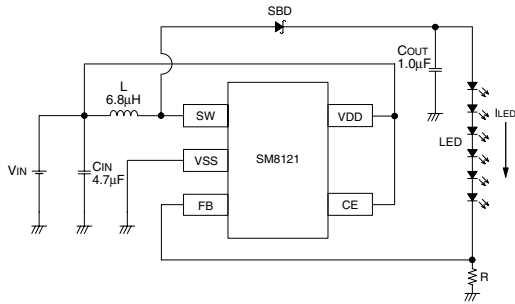 SBD
COUT
1.0µF
L
6.8µH
SW
VDD
ILED
LED
VIN
CIN
4.7µF
VSS
SM8121
FB
CE
R